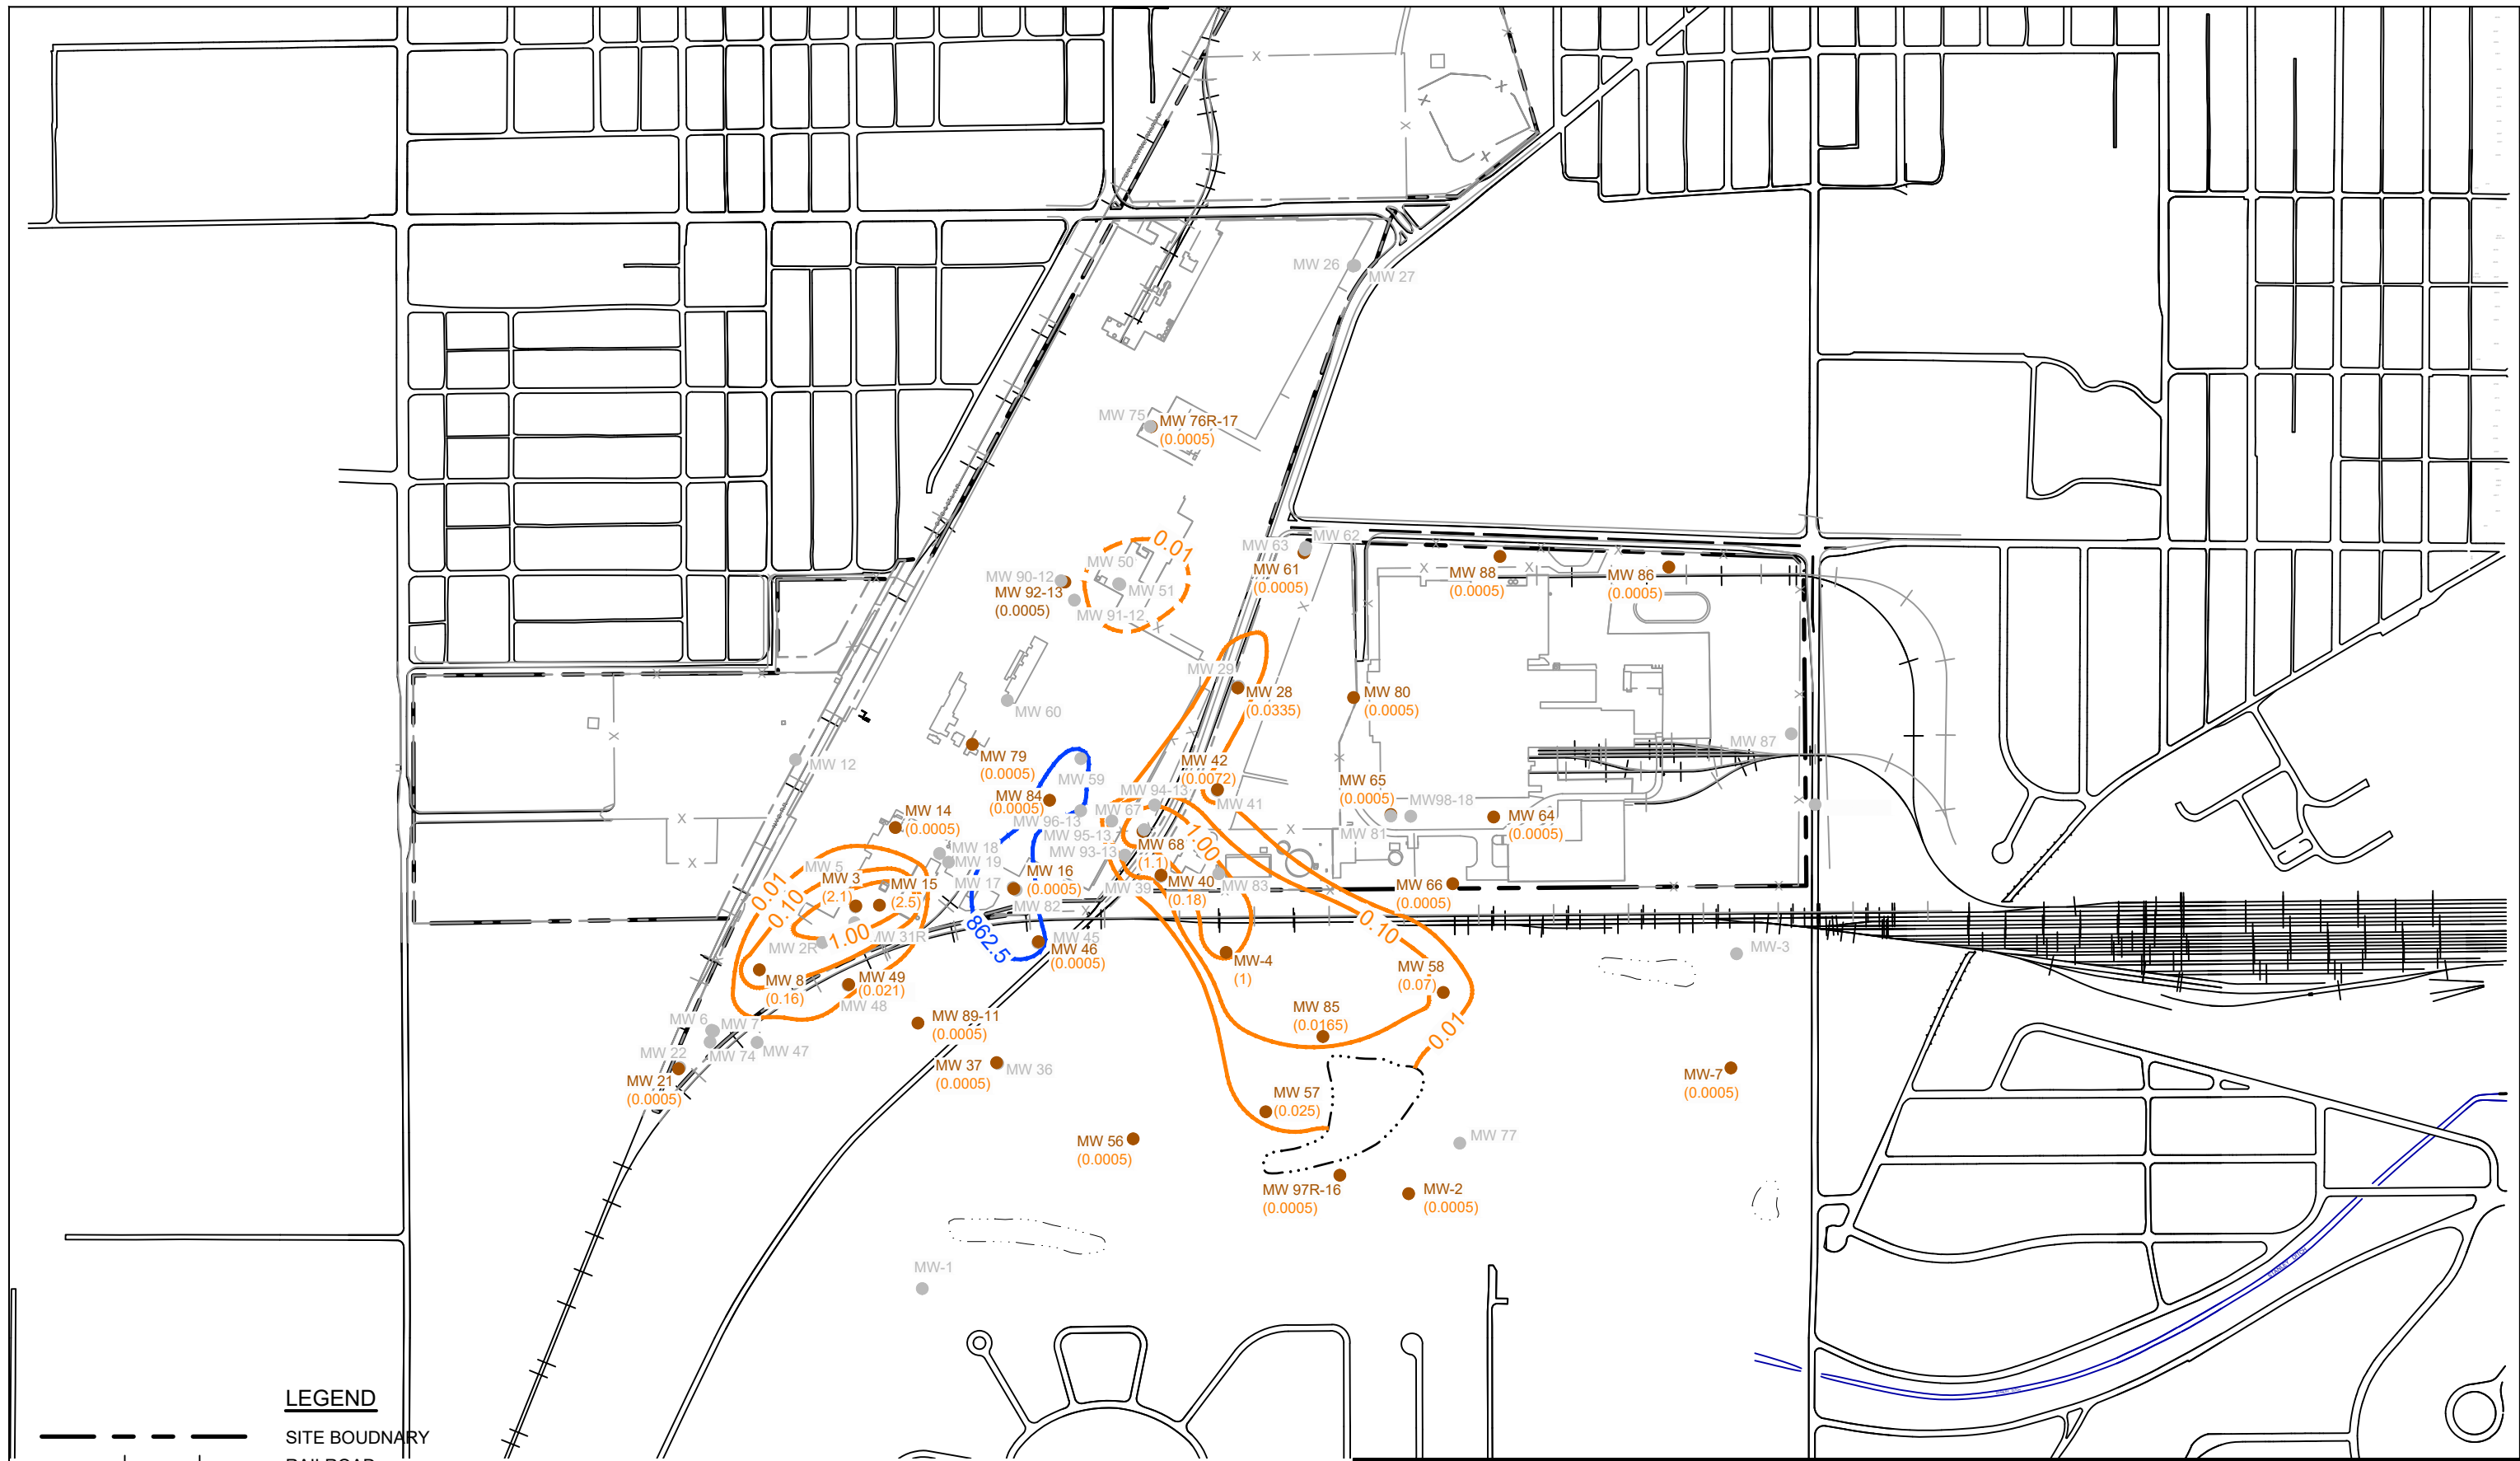 MW 26
MW 27
MW 75
MW 76R-17
(0.0005)
0.01
MW 50
MW 51
MW 90-12
MW 92-13
(0.0005)
MW 91-12
MW 63
MW 62
MW 61
(0.0005)
MW 88
(0.0005)
MW 86
(0.0005)
MW 29
MW 28
(0.0335)
MW 80
(0.0005)
MW 60
MW 87
MW 79
(0.0005)
MW 12
MW 59
MW 42
(0.0072)
MW 41
MW 94-13
MW 65
(0.0005)
MW98-18
MW 81
MW 64
(0.0005)
MW 84
(0.0005)
MW 96-13
MW 67
MW 95-13
MW 93-13
MW 14
(0.0005)
MW 18
MW 19
MW 17
MW 16
(0.0005)
MW 82
MW 68
(1.1)
1.00
MW 39
MW 40
(0.18)
MW 83
MW 66
(0.0005)
MW 5
MW 3
(2.1)
MW 15
(2.5)
0.01
0.10
1.00
MW 2R
MW 31R
862.5
MW 45
MW 46
(0.0005)
0.10
MW-3
MW-4
(1)
MW 58
(0.07)
MW 8
(0.16)
MW 49
(0.021)
MW 48
MW 85
(0.0165)
0.01
MW 6
MW 7
MW 22
MW 74
MW 47
MW 21
(0.0005)
MW 89-11
(0.0005)
MW 37
(0.0005)
MW 36
MW-7
(0.0005)
MW 57
(0.025)
MW 56
(0.0005)
MW 77
MW 97R-16
(0.0005)
MW-2
(0.0005)
MW-1
LEGEND
SITE BOUDNARY